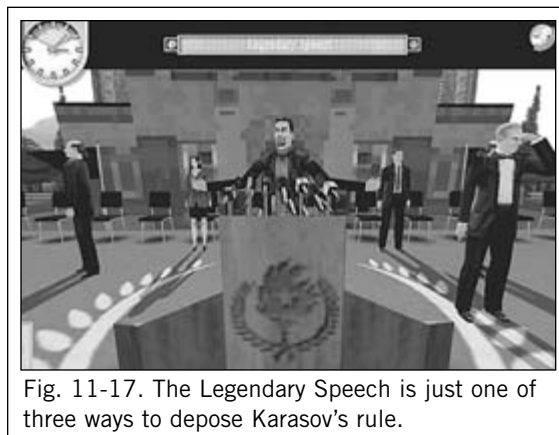 Legendary Speech
Fig. 11-17. The Legendary Speech is just one of
three ways to depose Karasov's rule.